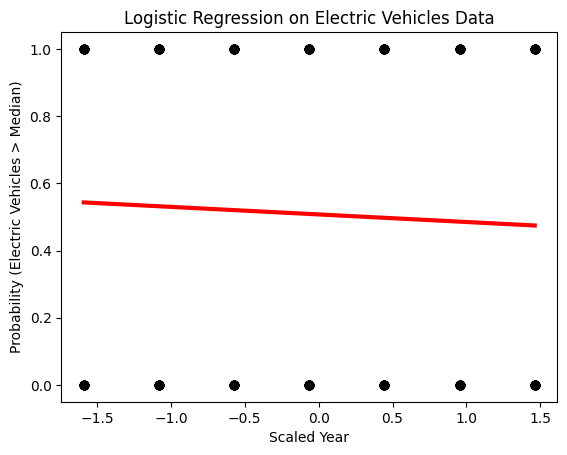 Logistic Regression on Electric Vehicles Data
Probability (Electric Vehicles > Median)
1.0
0.8
0.6
0.4
0.2
0.0
−1.5 −1.0 −0.5 0.0 0.5 1.0 1.5
Scaled Year